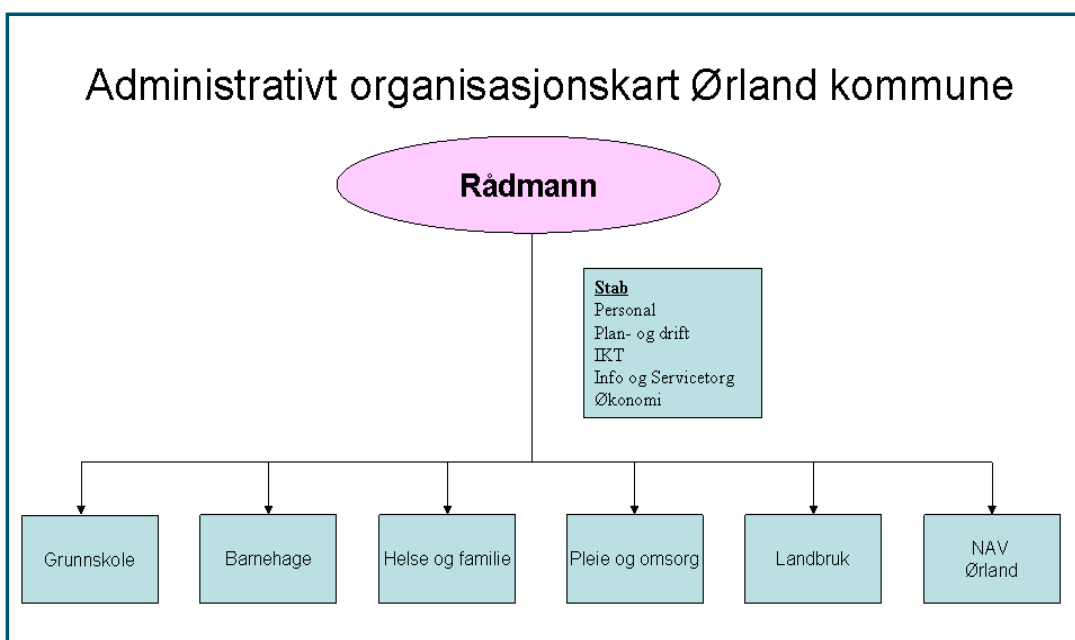 Administrativt organisasjonskart Ørland kommune
Rådmann
Stab
Personal
Plan- og drift
IKT
Info og Servicetorg
Økonomi
Grunnskole
Barnehage
Helse og familie
Pleie og omsorg
Landbruk
NAV
Ørland